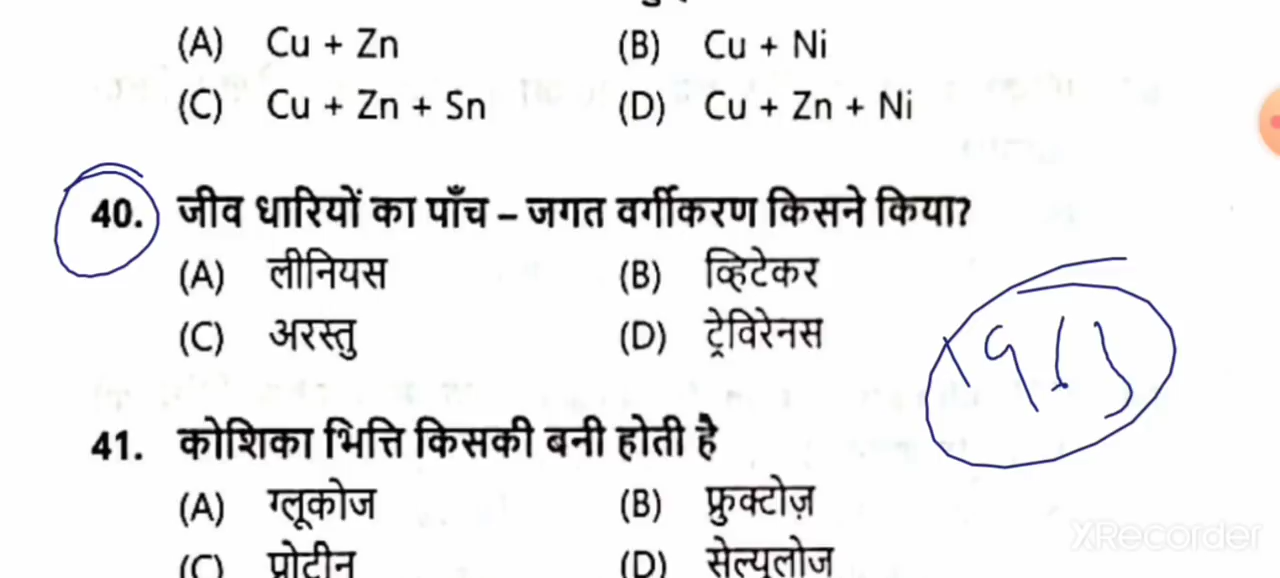 (A) Cu + Zn (B) Cu + Ni
(C) Cu + Zn + Sn (D) Cu + Zn + Ni
40. जीव धारियों का पाँच – जगत वर्गीकरण किसने किया?
(A) लीनियस (B) व्हिटेकर
(C) अरस्तु (D) ट्रेविरेनस
41. कोशिका भित्ति किसकी बनी होती है
(A) ग्लूकोज (B) फ्रुक्टोज़
(C) प्रोटीन (D) सेल्यूलोज
XRecorder